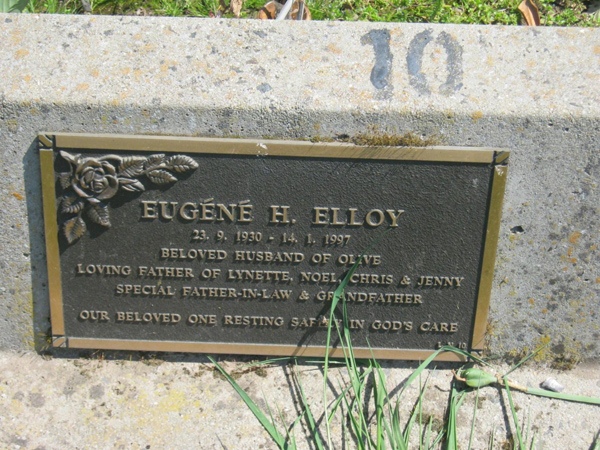 10
EUGÉNÉ H. ELLOY
23. 9. 1930 - 14. 1. 1997
BELOVED HUSBAND OF OLIVE
LOVING FATHER OF LYNETTE, NOEL, CHRIS & JENNY
SPECIAL FATHER-IN-LAW & GRANDFATHER
OUR BELOVED ONE RESTING SAFELY IN GOD'S CARE